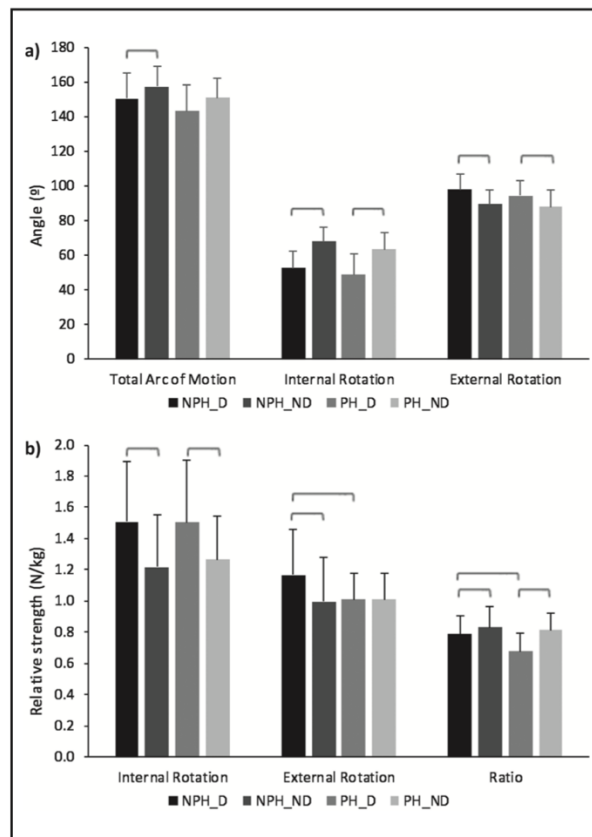 a)
180
160
140
120
100
80
60
40
20
0
Angle (º)
Total Arc of Motion Internal Rotation External Rotation
NPH_D NPH_ND PH_D PH_ND
b)
2.0
1.8
1.6
1.4
1.2
1.0
0.8
0.6
0.4
0.2
0.0
Relative strength (N/kg)
Internal Rotation External Rotation Ratio
NPH_D NPH_ND PH_D PH_ND